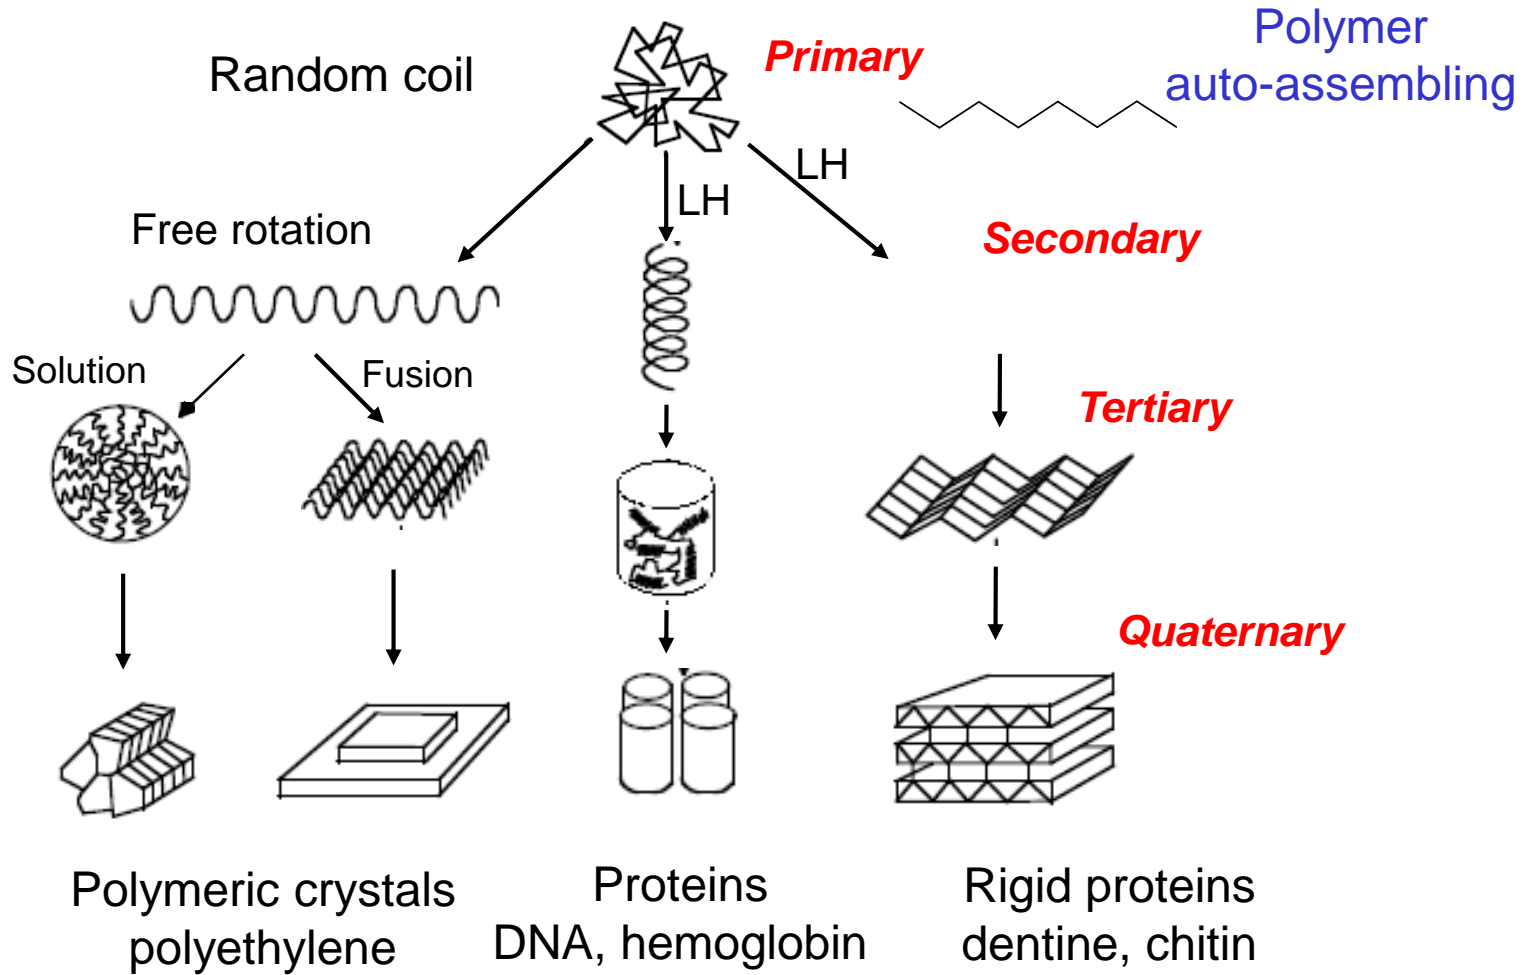 Polymer
auto-assembling
Random coil
Primary
LH
LH
Free rotation
Secondary
Solution
Fusion
Tertiary
Quaternary
Polymeric crystals
polyethylene
Proteins
DNA, hemoglobin
Rigid proteins
dentine, chitin